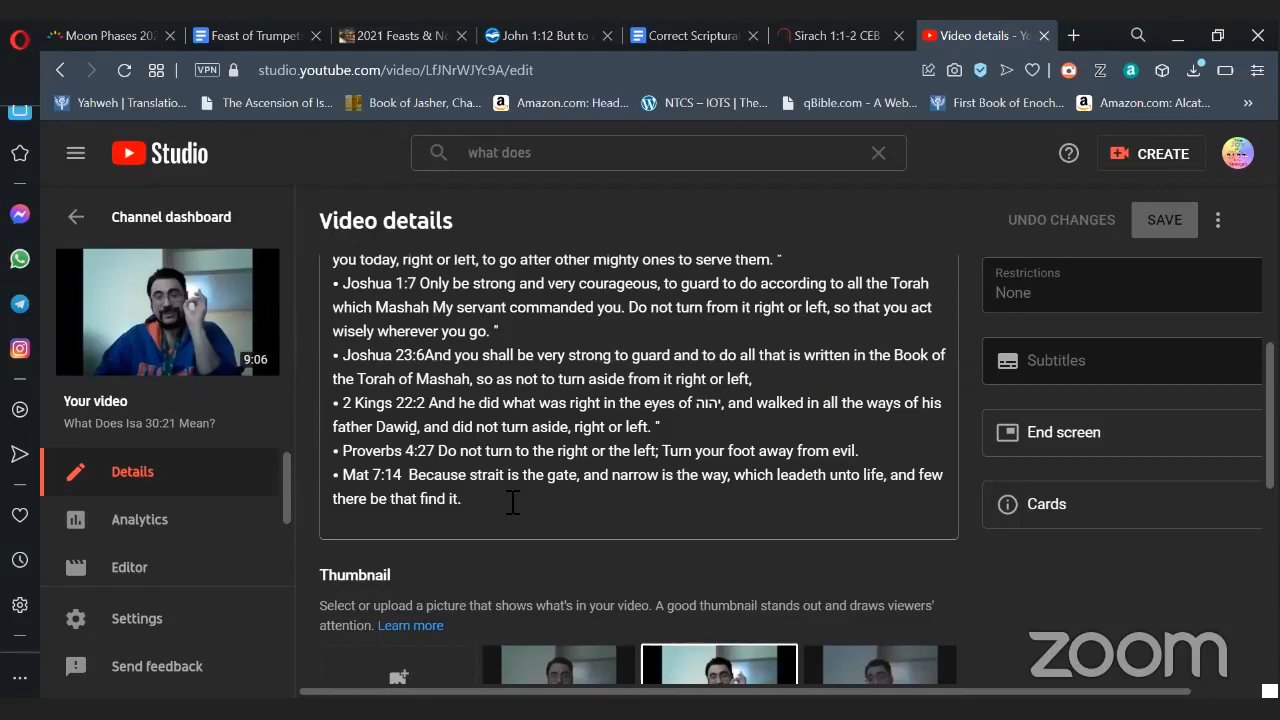 Moon Phases 202
Feast of Trumpet
2021 Feasts & Ne
John 1:12 But to
Correct Scriptura
Sirach 1:1-2 CEB
Video details - Yo
VPN
studio.youtube.com/video/LfJNrWJYc9A/edit
Yahweh | Translatio...
The Ascension of Is...
Book of Jasher, Cha...
Amazon.com: Head...
NTCS – IOTS | The...
qBible.com - A Web...
First Book of Enoch...
Amazon.com: Alcat...
Studio
what does
CREATE
Channel dashboard
9:06
Your video
What Does Isa 30:21 Mean?
Details
Analytics
Editor
Settings
Send feedback
Video details
UNDO CHANGES
SAVE
you today, right or left, to go after other mighty ones to serve them. "
• Joshua 1:7 Only be strong and very courageous, to guard to do according to all the Torah
which Mashah My servant commanded you. Do not turn from it right or left, so that you act
wisely wherever you go. "
• Joshua 23:6And you shall be very strong to guard and to do all that is written in the Book of
the Torah of Mashah, so as not to turn aside from it right or left,
• 2 Kings 22:2 And he did what was right in the eyes of יהוה, and walked in all the ways of his
father Dawiḏ, and did not turn aside, right or left. "
• Proverbs 4:27 Do not turn to the right or the left; Turn your foot away from evil.
• Mat 7:14  Because strait is the gate, and narrow is the way, which leadeth unto life, and few
there be that find it.
Thumbnail
Select or upload a picture that shows what's in your video. A good thumbnail stands out and draws viewers'
attention. Learn more
Restrictions
None
Subtitles
End screen
Cards
zoom